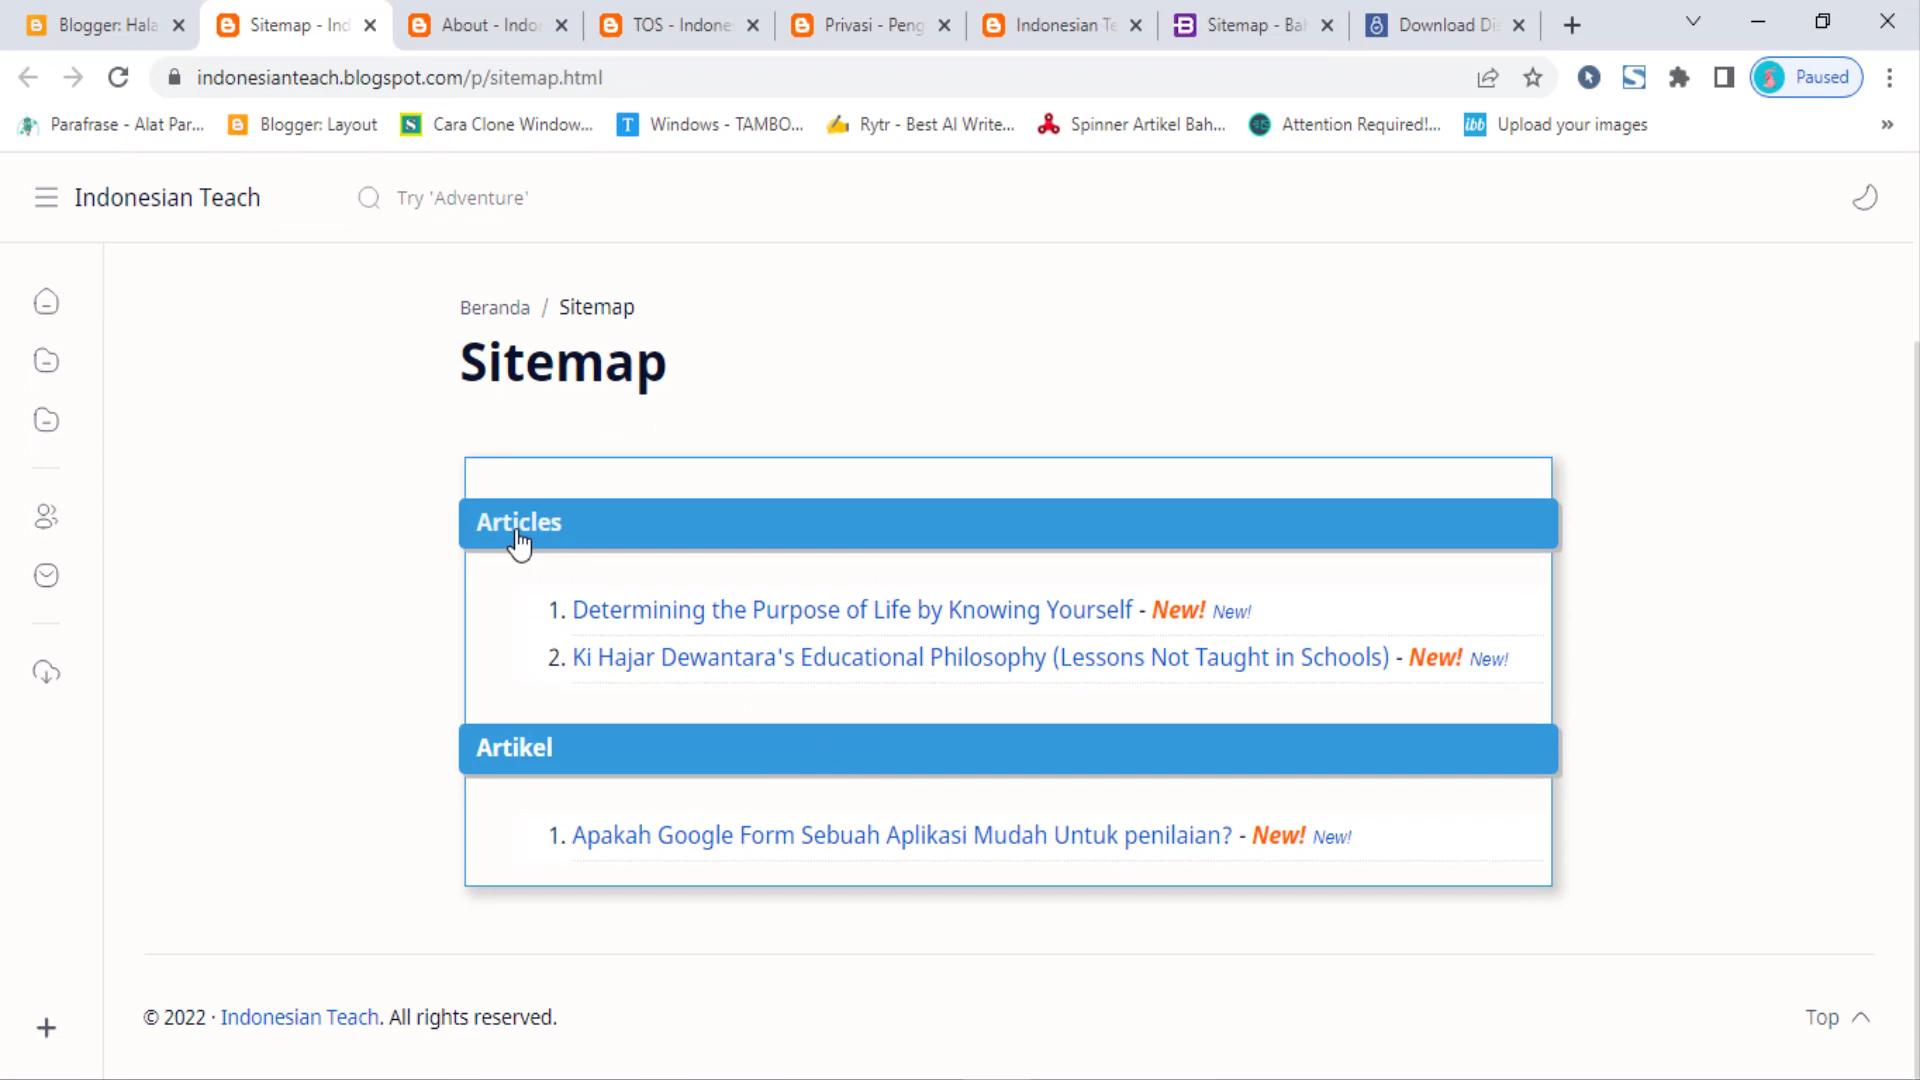 Blogger: Hala
Sitemap - Ind
About - Indo
TOS - Indone
Privasi - Peng
Indonesian Te
Sitemap - Bah
Download Di
indonesianteach.blogspot.com/p/sitemap.html
Paused
Parafrase - Alat Par...
Blogger: Layout
S Cara Clone Window...
T Windows - TAMBO...
Rytr - Best AI Write...
Spinner Artikel Bah...
Attention Required!...
ibb Upload your images
Indonesian Teach
Try 'Adventure'
Beranda / Sitemap
Sitemap
Articles
1. Determining the Purpose of Life by Knowing Yourself - New! New!
2. Ki Hajar Dewantara's Educational Philosophy (Lessons Not Taught in Schools) - New! New!
Artikel
1. Apakah Google Form Sebuah Aplikasi Mudah Untuk penilaian? - New! New!
© 2022 · Indonesian Teach. All rights reserved.
Top